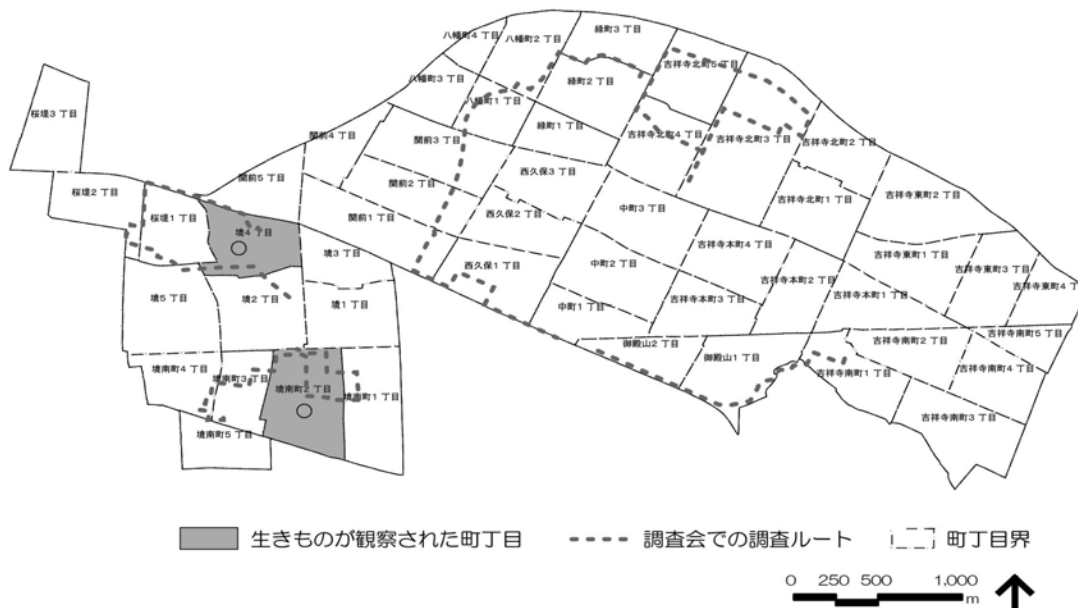 八幡町4 丁目
八幡町2 丁目
緑町3 丁目
吉祥寺北町5 丁目
八幡町3 丁目
緑町2 丁目
桜堤3 丁目
八幡町1 丁目
緑町1 丁目
吉祥寺北町4 丁目
吉祥寺北町3 丁目
吉祥寺北町2 丁目
関前4 丁目
関前3 丁目
西久保3 丁目
桜堤2 丁目
関前5 丁目
関前2 丁目
吉祥寺北町1 丁目
吉祥寺東町2 丁目
桜堤1 丁目
関前1 丁目
西久保2 丁目
中町3 丁目
境4 丁目
境3 丁目
吉祥寺本町4 丁目
吉祥寺東町1 丁目
西久保1 丁目
中町2 丁目
吉祥寺本町2 丁目
吉祥寺東町3 丁目
吉祥寺東町4 丁目
境5 丁目
境2 丁目
境1 丁目
中町1 丁目
吉祥寺本町3 丁目
吉祥寺本町1 丁目
御殿山2 丁目
御殿山1 丁目
吉祥寺南町2 丁目
吉祥寺南町5 丁目
境南町4 丁目
境南町3 丁目
境南町2 丁目
境南町1 丁目
吉祥寺南町1 丁目
吉祥寺南町4 丁目
吉祥寺南町3 丁目
境南町5 丁目
生きものが観察された町丁目
調査会での調査ルート
町丁目界
0 250 500 1,000
m